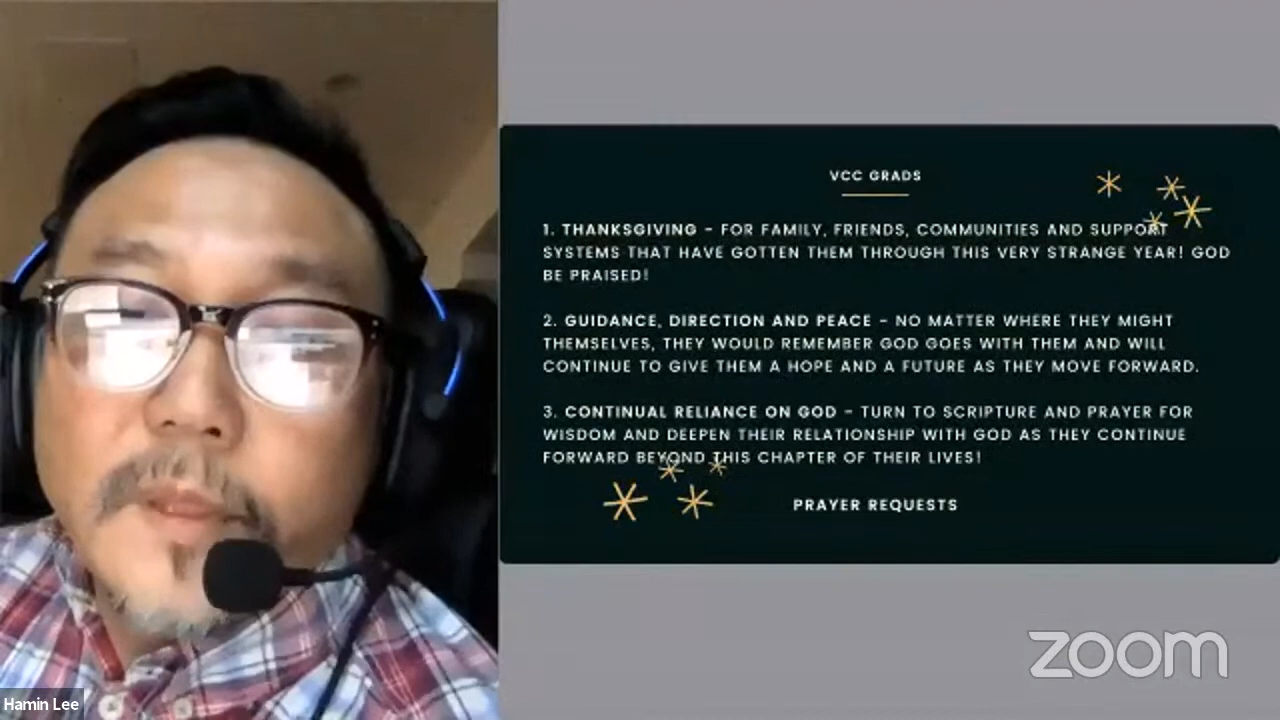 VCC GRADS
1. THANKSGIVING – FOR FAMILY, FRIENDS, COMMUNITIES AND SUPPORT
SYSTEMS THAT HAVE GOTTEN THEM THROUGH THIS VERY STRANGE YEAR! GOD
BE PRAISED!
2. GUIDANCE, DIRECTION AND PEACE – NO MATTER WHERE THEY MIGHT
THEMSELVES, THEY WOULD REMEMBER GOD GOES WITH THEM AND WILL
CONTINUE TO GIVE THEM A HOPE AND A FUTURE AS THEY MOVE FORWARD.
3. CONTINUAL RELIANCE ON GOD – TURN TO SCRIPTURE AND PRAYER FOR
WISDOM AND DEEPEN THEIR RELATIONSHIP WITH GOD AS THEY CONTINUE
FORWARD BEYOND THIS CHAPTER OF THEIR LIVES!
PRAYER REQUESTS
zoom
Hamin Lee